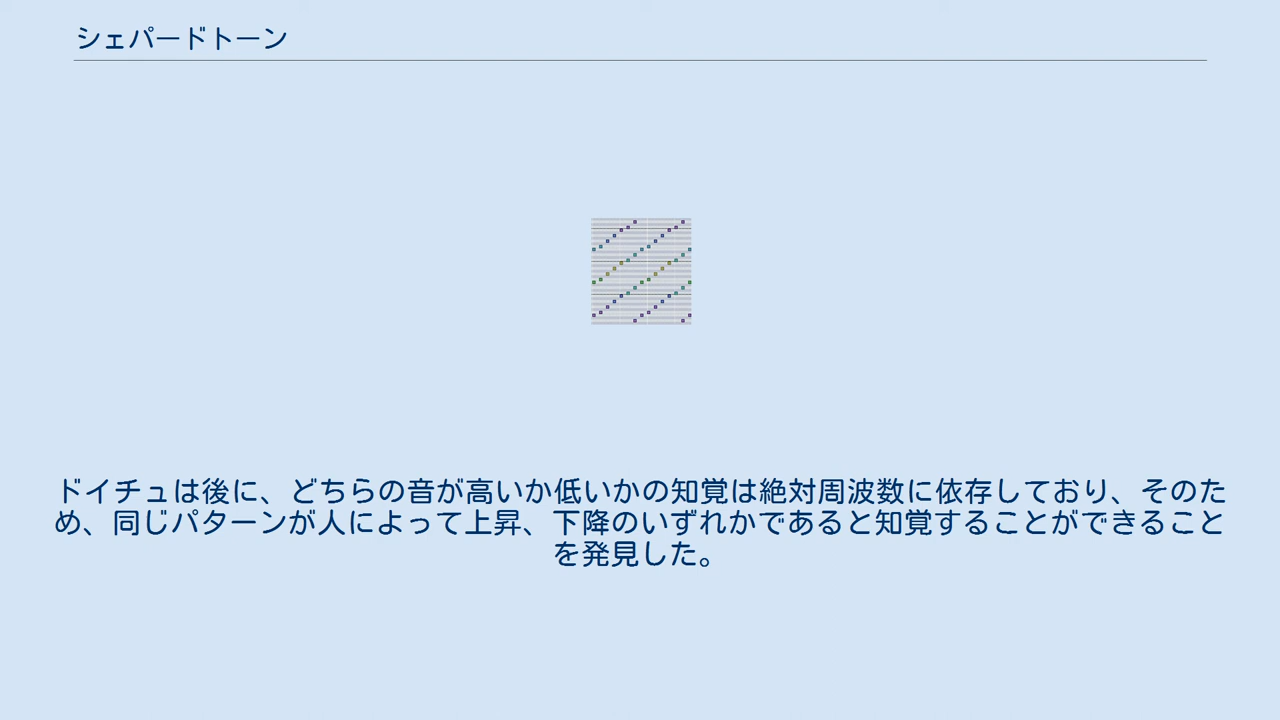 シェパードトーン
ドイチュは後に、どちらの音が高いか低いかの知覚は絶対周波数に依存しており、そのた
め、同じパターンが人によって上昇、下降のいずれかであると知覚することができること
を発見した。